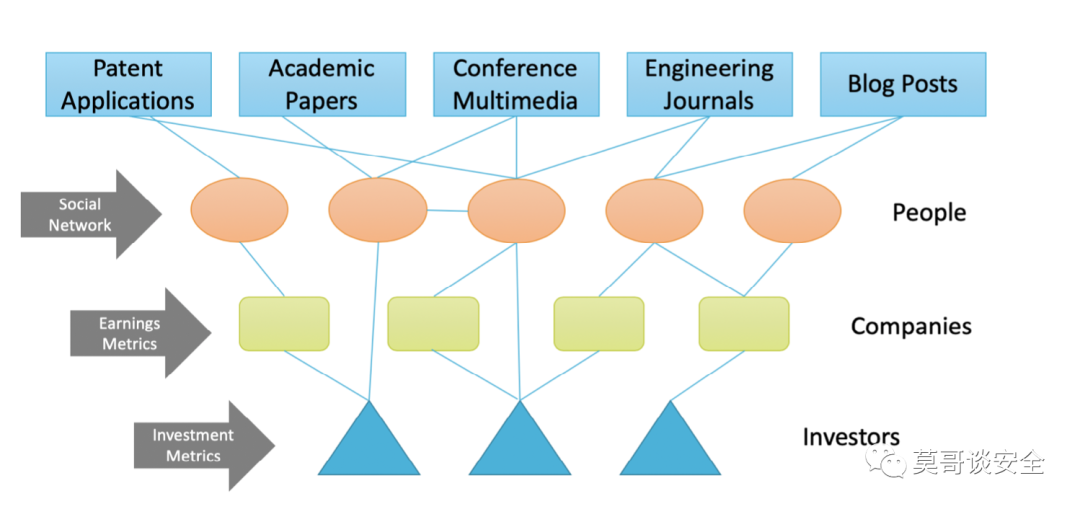 Patent
Applications
Academic
Papers
Conference
Multimedia
Engineering
Journals
Blog Posts
Social
Network
People
Earnings
Metrics
Companies
Investment
Metrics
Investors
莫哥谈安全